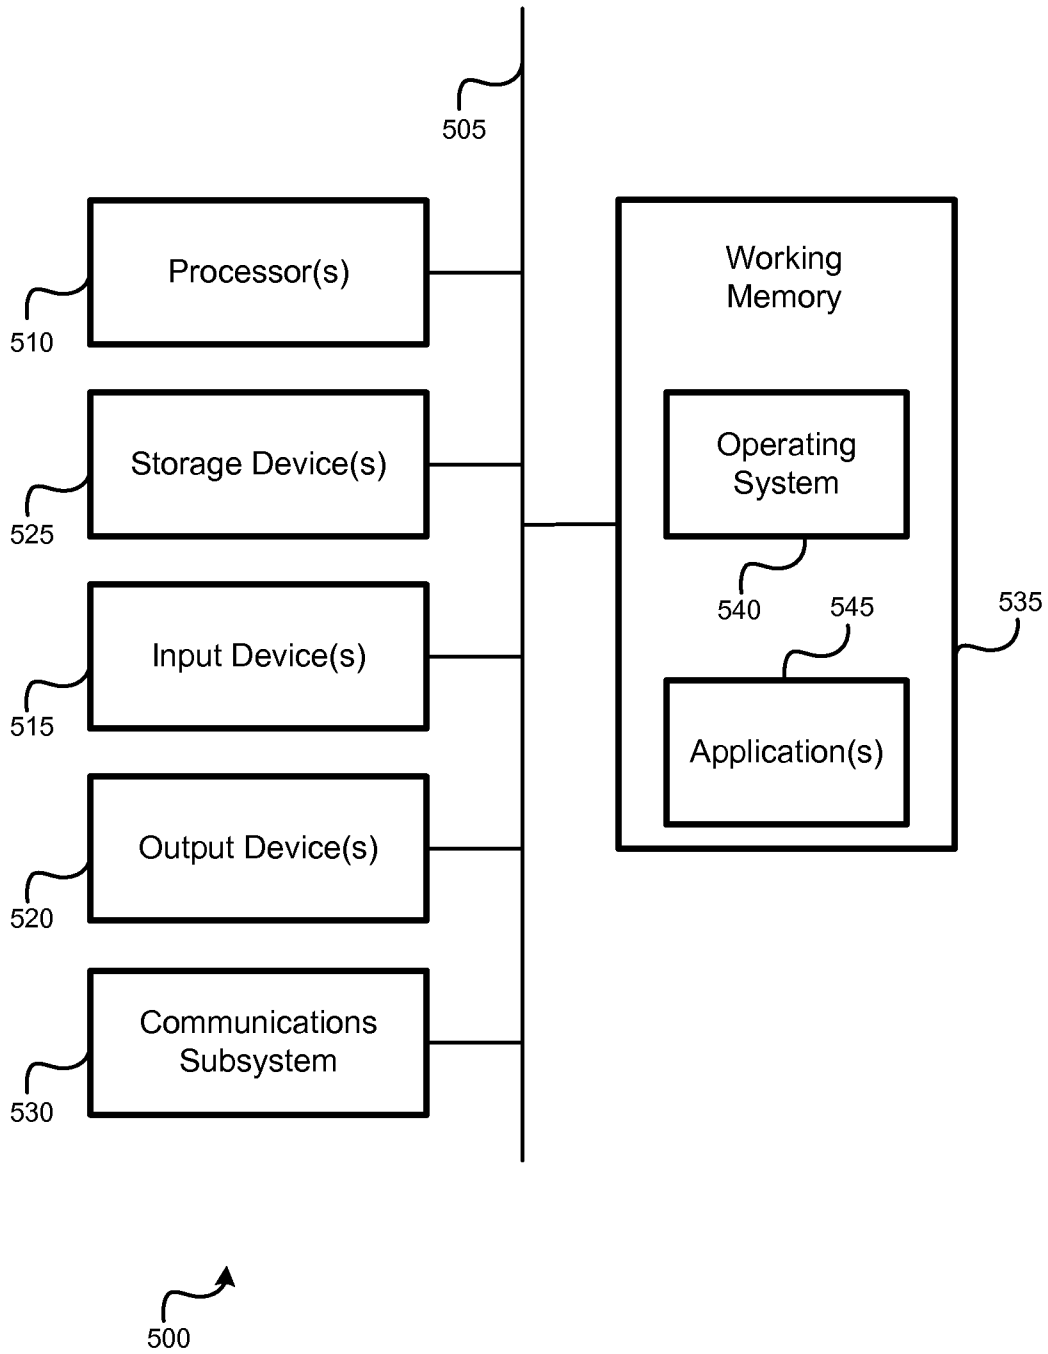 505
Processor(s)
510
Storage Device(s)
525
Input Device(s)
515
Output Device(s)
520
Communications
Subsystem
530
Working
Memory
Operating
System
540
545
535
Application(s)
500